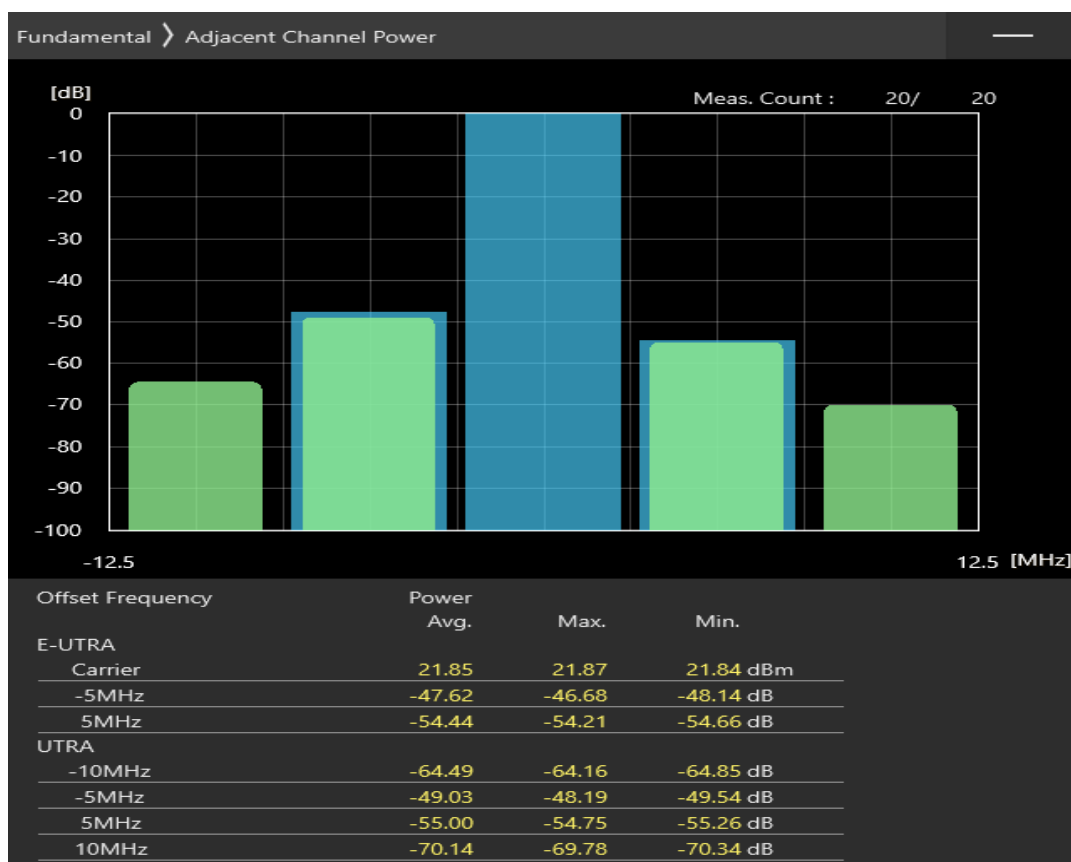 Fundamental > Adjacent Channel Power
[dB]
Meas. Count : 20/ 20
0
-10
-20
-30
-40
-50
-60
-70
-80
-90
-100
-12.5 12.5 [MHz]
Offset Frequency Power
Avg. Max. Min.
E-UTRA
Carrier 21.85 21.87 21.84 dBm
-5MHz -47.62 -46.68 -48.14 dB
5MHz -54.44 -54.21 -54.66 dB
UTRA
-10MHz -64.49 -64.16 -64.85 dB
-5MHz -49.03 -48.19 -49.54 dB
5MHz -55.00 -54.75 -55.26 dB
10MHz -70.14 -69.78 -70.34 dB